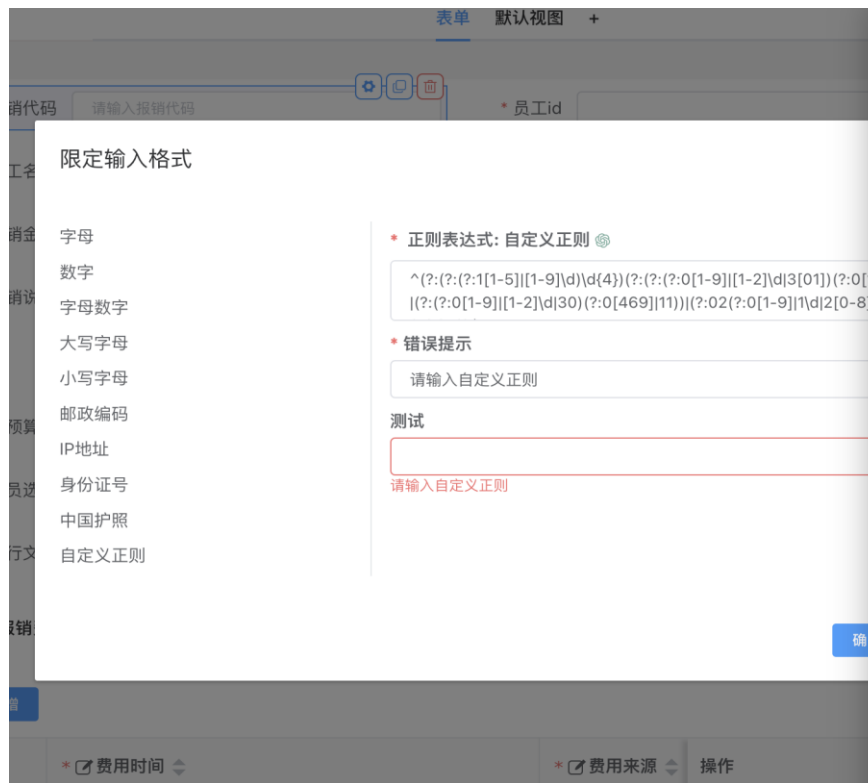 表单 默认视图 +
销代码 请输入报销代码 * 员工id
限定输入格式
工名
销金
销说
预算
员选
行文
报销
字母
数字
字母数字
大写字母
小写字母
邮政编码
IP地址
身份证号
中国护照
自定义正则
* 正则表达式: 自定义正则
^(?:(?:(?:1[1-5]|[1-9]\d)\d{4})(?:(?:(?:0[1-9]|[1-2]\d|3[01])(?:0[
|(?:(?:0[1-9]|[1-2]\d|30)(?:0[469]|11))|(?:02(?:0[1-9]|1\d|2[0-8]
* 错误提示
请输入自定义正则
测试
请输入自定义正则
确
增
* 费用时间 * 费用来源 操作